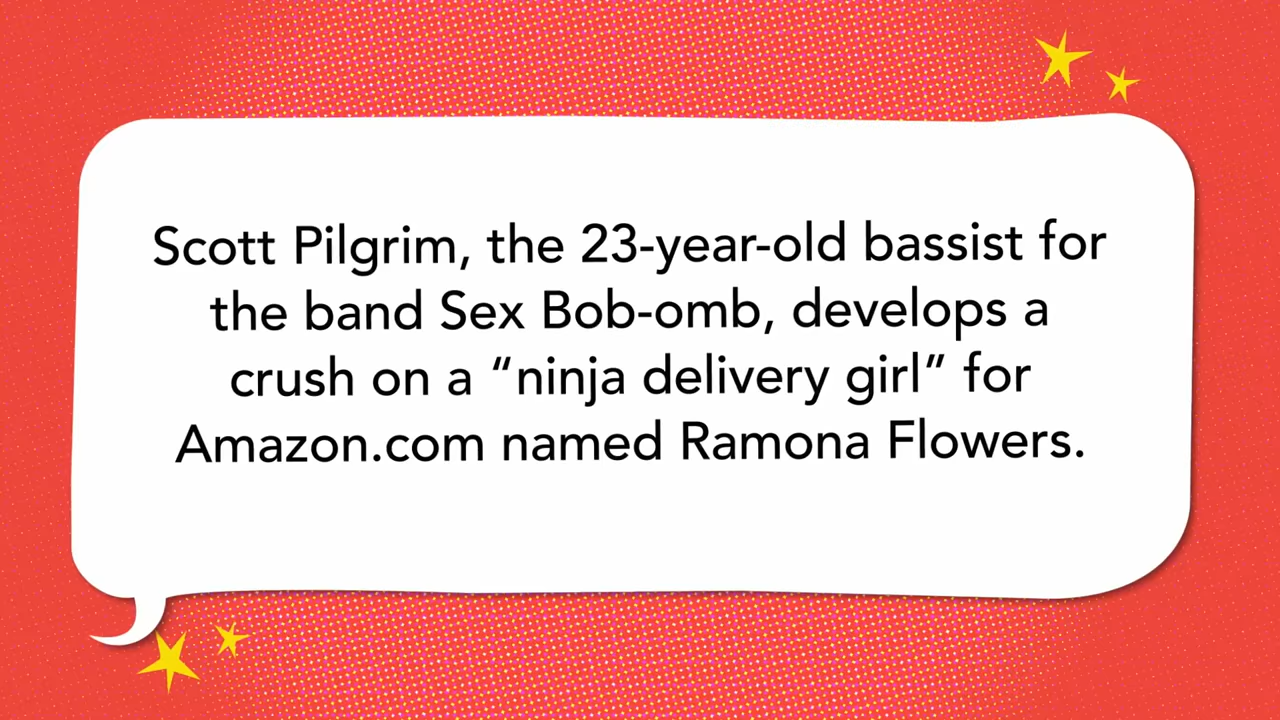 Scott Pilgrim, the 23-year-old bassist for
the band Sex Bob-omb, develops a
crush on a “ninja delivery girl” for
Amazon.com named Ramona Flowers.